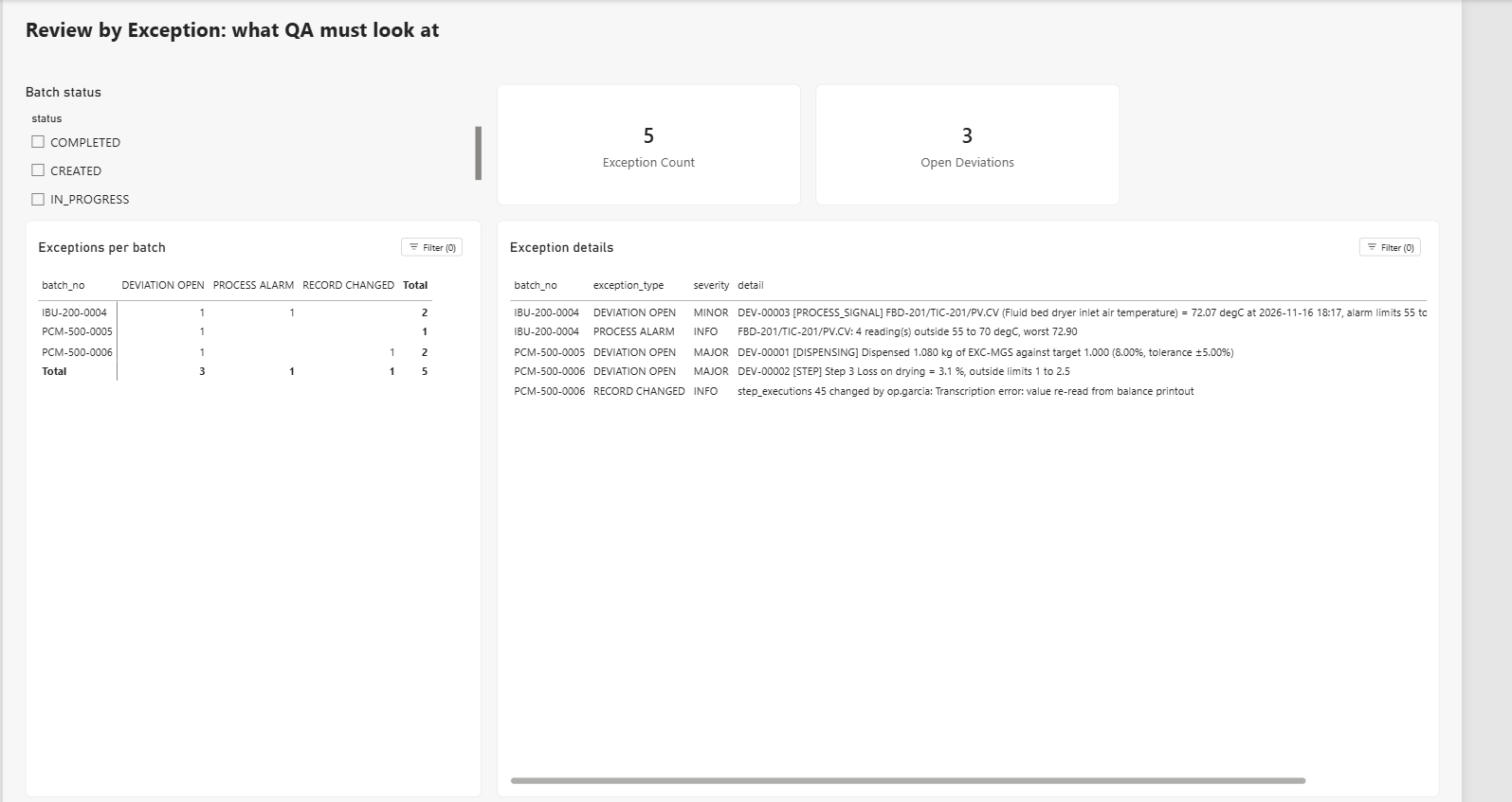 Review by Exception: what QA must look at
Batch status
status
COMPLETED
CREATED
IN_PROGRESS
5
Exception Count
3
Open Deviations
Exceptions per batch
Filter (0)
batch_no DEVIATION OPEN PROCESS ALARM RECORD CHANGED Total
IBU-200-0004 1 1 2
PCM-500-0005 1 1
PCM-500-0006 1 1 2
Total 3 1 1 5
Exception details
Filter (0)
batch_no exception_type severity detail
IBU-200-0004 DEVIATION OPEN MINOR DEV-00003 [PROCESS_SIGNAL] FBD-201/TIC-201/PV.CV (Fluid bed dryer inlet air temperature) = 72.07 degC at 2026-11-16 18:17, alarm limits 55 to
IBU-200-0004 PROCESS ALARM INFO FBD-201/TIC-201/PV.CV: 4 reading(s) outside 55 to 70 degC, worst 72.90
PCM-500-0005 DEVIATION OPEN MAJOR DEV-00001 [DISPENSING] Dispensed 1.080 kg of EXC-MGS against target 1.000 (8.00%, tolerance ±5.00%)
PCM-500-0006 DEVIATION OPEN MAJOR DEV-00002 [STEP] Step 3 Loss on drying = 3.1 %, outside limits 1 to 2.5
PCM-500-0006 RECORD CHANGED INFO step_executions 45 changed by op.garcia: Transcription error: value re-read from balance printout